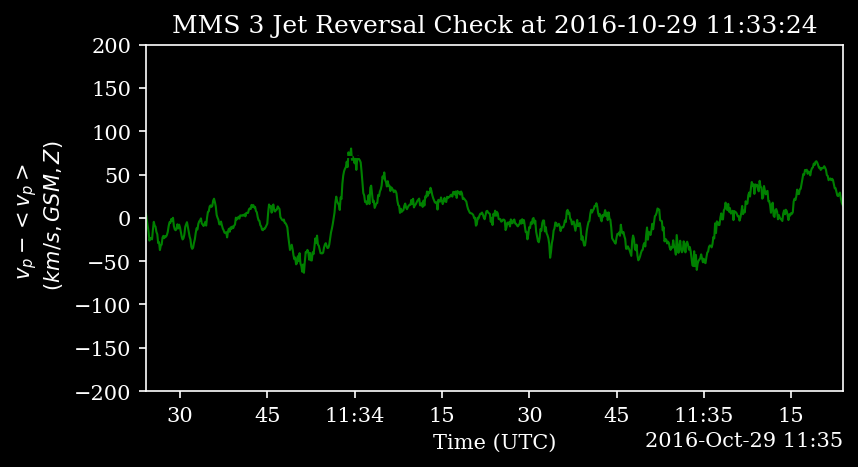 MMS 3 Jet Reversal Check at 2016-10-29 11:33:24
200
150
100
50
0
−50
−100
−150
−200
v_p − <v_p>
(km/s, GSM, Z)
30 45 11:34 15 30 45 11:35 15
Time (UTC)
2016-Oct-29 11:35